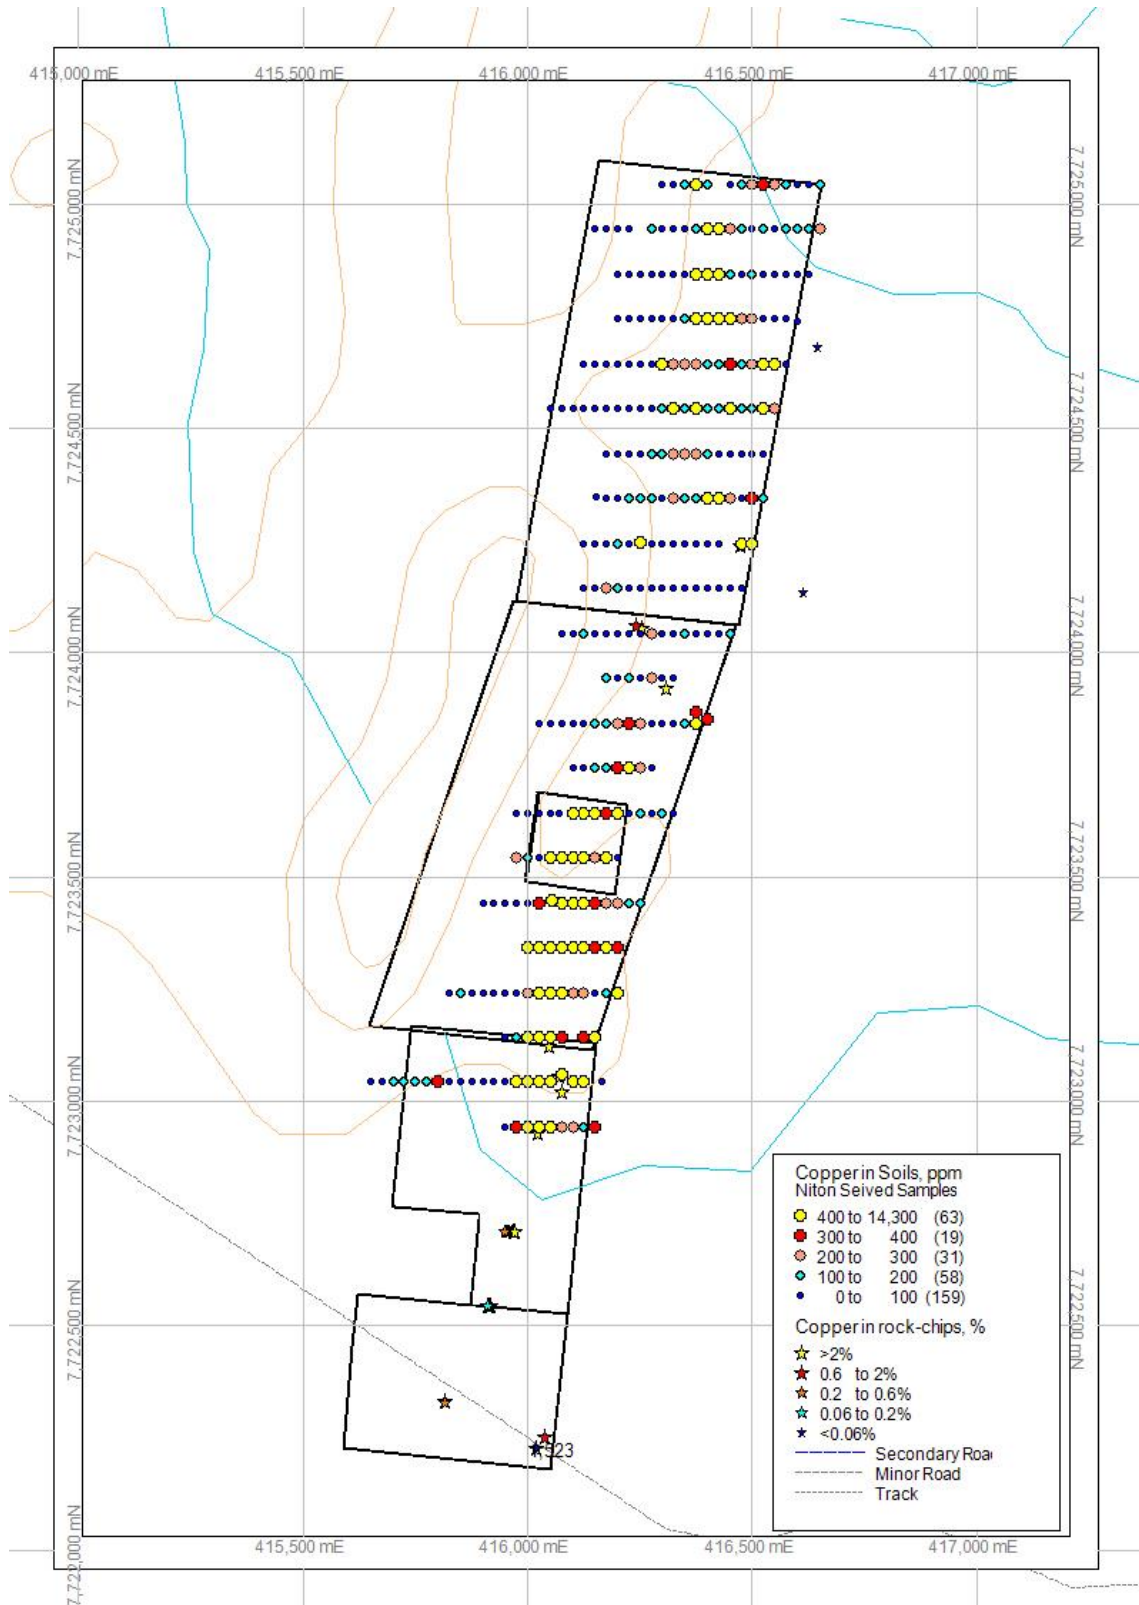 415,000 mE 415,500 mE 416,000 mE 416,500 mE 417,000 mE
7,725,000 mN 7,725,000 mN
7,724,500 mN 7,724,500 mN
7,724,000 mN 7,724,000 mN
7,723,500 mN 7,723,500 mN
7,723,000 mN 7,723,000 mN
Copper in Soils, ppm
Niton Seived Samples
400 to 14,300 (63)
300 to 400 (19)
200 to 300 (31)
100 to 200 (58)
0 to 100 (159)
7,722,500 mN 7,722,500 mN
Copper in rock-chips, %
>2%
0.6 to 2%
0.2 to 0.6%
0.06 to 0.2%
<0.06%
Secondary Roa
Minor Road
Track
523
7,722,000 mN
415,500 mE 416,000 mE 416,500 mE 417,000 mE